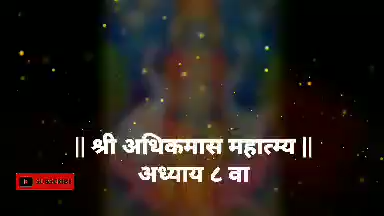 || श्री अधिकमास महात्म्य ||
अध्याय ८ वा